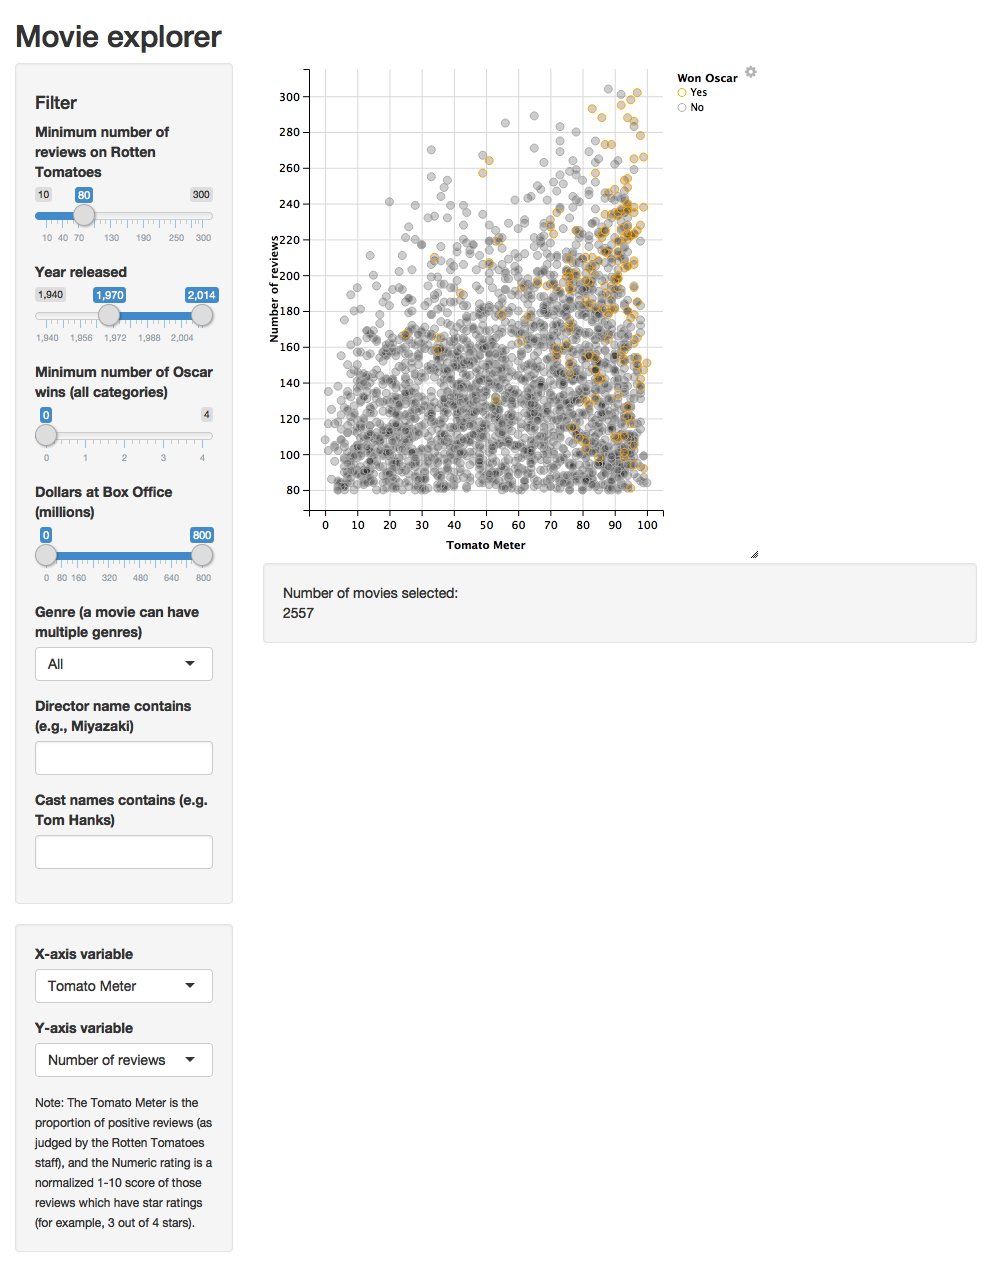 Movie explorer
Filter
Minimum number of
reviews on Rotten
Tomatoes
10 80 300
10 40 70 130 190 250 300
Year released
1,940 1,970 2,014
1,940 1,956 1,972 1,988 2,004
Minimum number of Oscar
wins (all categories)
0 4
0 1 2 3 4
Dollars at Box Office
(millions)
0 800
0 80 160 320 480 640 800
Genre (a movie can have
multiple genres)
All
Director name contains
(e.g., Miyazaki)
Cast names contains (e.g.
Tom Hanks)
X-axis variable
Tomato Meter
Y-axis variable
Number of reviews
Note: The Tomato Meter is the
proportion of positive reviews (as
judged by the Rotten Tomatoes
staff), and the Numeric rating is a
normalized 1-10 score of those
reviews which have star ratings
(for example, 3 out of 4 stars).
Number of reviews
300
280
260
240
220
200
180
160
140
120
100
80
0 10 20 30 40 50 60 70 80 90 100
Tomato Meter
Won Oscar
Yes
No
Number of movies selected:
2557